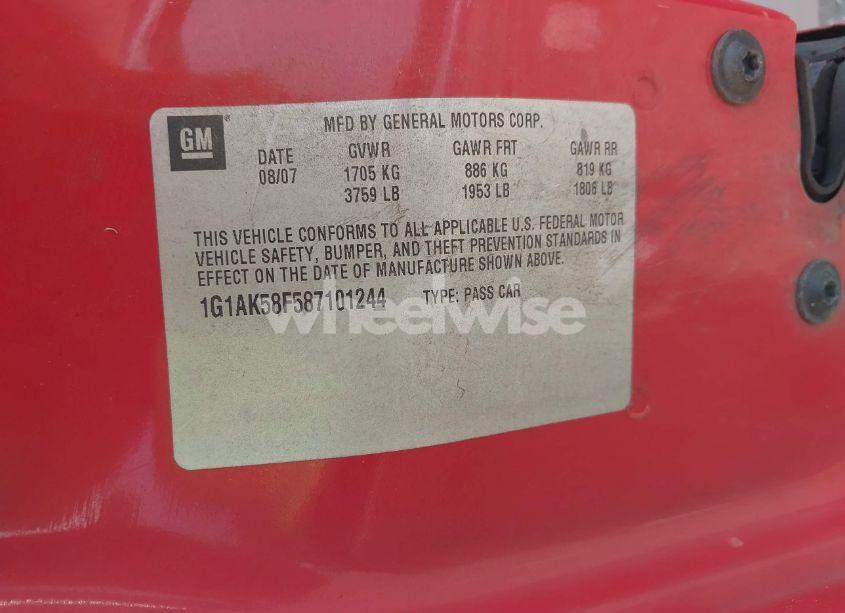 GM
MFD BY GENERAL MOTORS CORP.
DATE GVWR GAWR FRT GAWR RR
08/07 1705 KG 886 KG 819 KG
3759 LB 1953 LB 1806 LB
THIS VEHICLE CONFORMS TO ALL APPLICABLE U.S. FEDERAL MOTOR
VEHICLE SAFETY, BUMPER, AND THEFT PREVENTION STANDARDS IN
EFFECT ON THE DATE OF MANUFACTURE SHOWN ABOVE.
1G1AK58F587101244 TYPE: PASS CAR
wheelwise